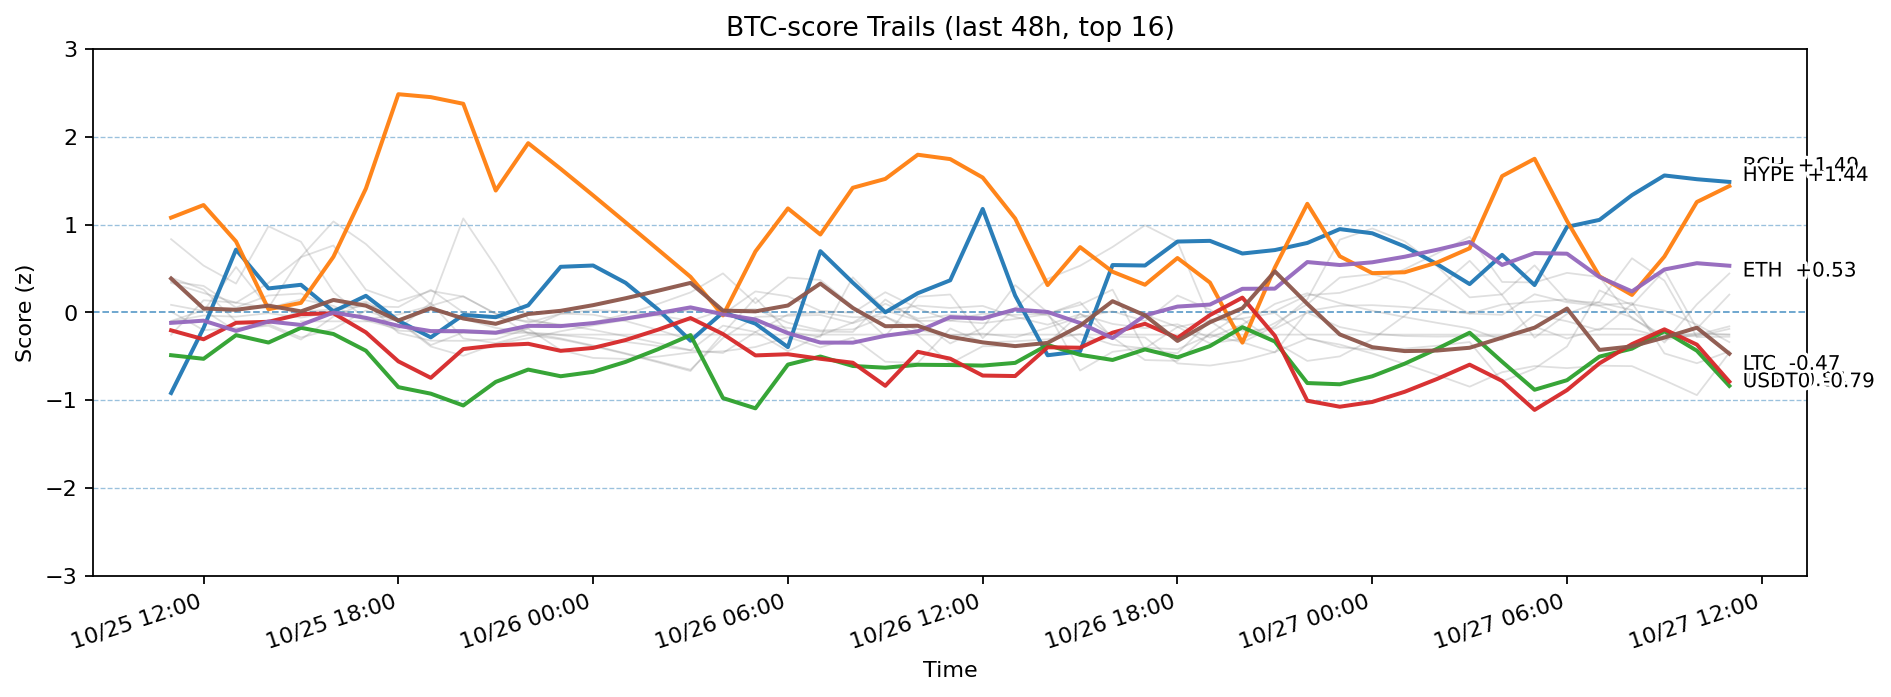 BTC-score Trails (last 48h, top 16)
Score (z)
3
2
1
0
−1
−2
−3
HYPE +1.44
ETH +0.53
LTC -0.47
USDT0 -0.79
10/25 12:00
10/25 18:00
10/26 00:00
10/26 06:00
10/26 12:00
10/26 18:00
10/27 00:00
10/27 06:00
10/27 12:00
Time